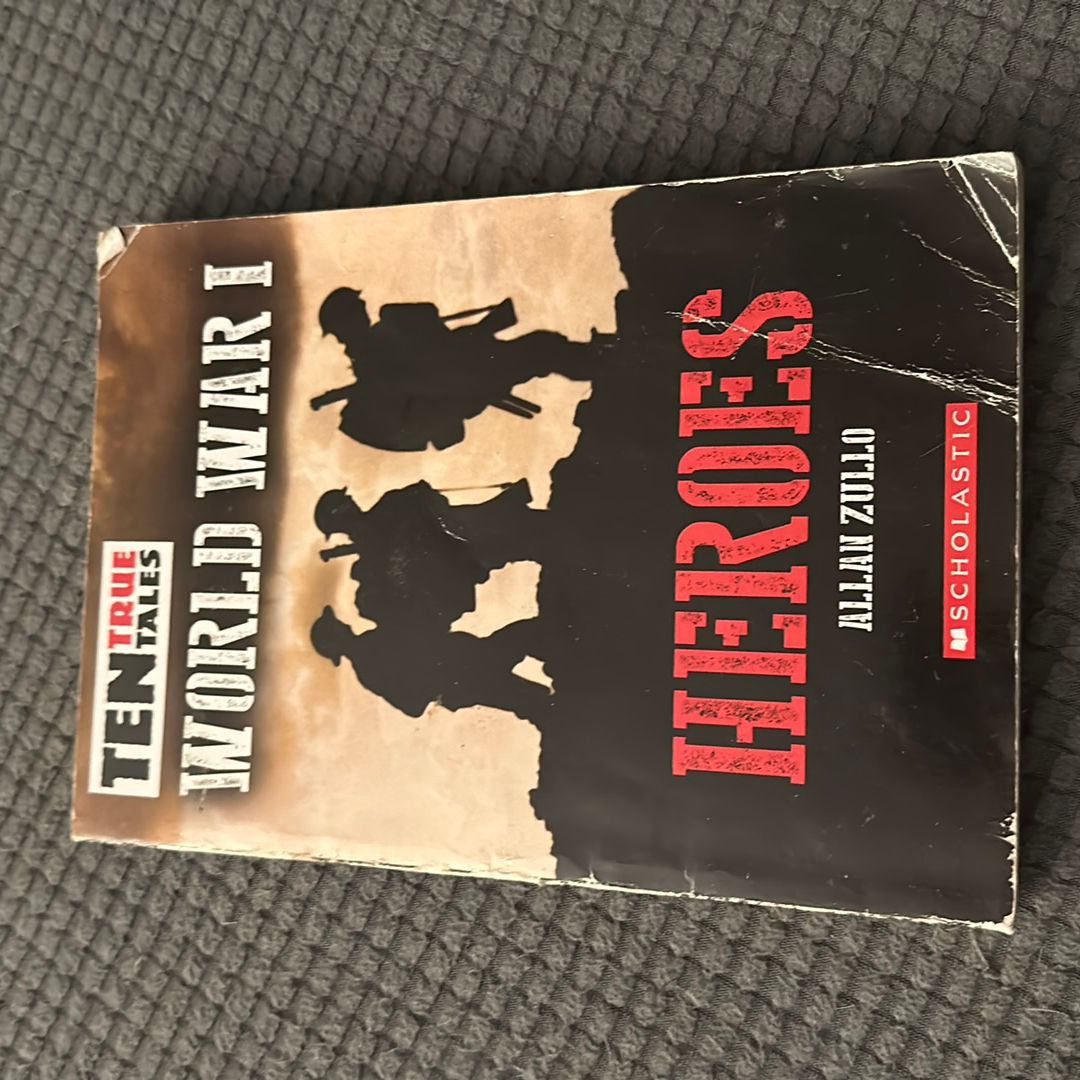 TEN TRUE
TALES
WORLD WAR I
HEROES
ALLAN ZULLO
SCHOLASTIC